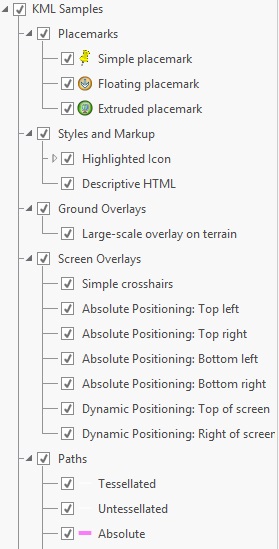 KML Samples
Placemarks
Simple placemark
Floating placemark
Extruded placemark
Styles and Markup
Highlighted Icon
Descriptive HTML
Ground Overlays
Large-scale overlay on terrain
Screen Overlays
Simple crosshairs
Absolute Positioning: Top left
Absolute Positioning: Top right
Absolute Positioning: Bottom left
Absolute Positioning: Bottom right
Dynamic Positioning: Top of screen
Dynamic Positioning: Right of screen
Paths
Tessellated
Untessellated
Absolute